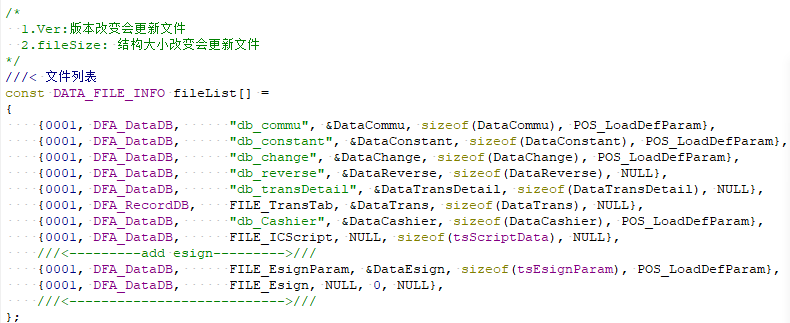 /*
1.Ver:版本改变会更新文件
2.fileSize: 结构大小改变会更新文件
*/
///< 文件列表
const DATA_FILE_INFO fileList[] =
{
{0001, DFA_DataDB, "db_commu", &DataCommu, sizeof(DataCommu), POS_LoadDefParam},
{0001, DFA_DataDB, "db_constant", &DataConstant, sizeof(DataConstant), POS_LoadDefParam},
{0001, DFA_DataDB, "db_change", &DataChange, sizeof(DataChange), POS_LoadDefParam},
{0001, DFA_DataDB, "db_reverse", &DataReverse, sizeof(DataReverse), NULL},
{0001, DFA_DataDB, "db_transDetail", &DataTransDetail, sizeof(DataTransDetail), NULL},
{0001, DFA_RecordDB, FILE_TransTab, &DataTrans, sizeof(DataTrans), NULL},
{0001, DFA_DataDB, "db_Cashier", &DataCashier, sizeof(DataCashier), POS_LoadDefParam},
{0001, DFA_DataDB, FILE_ICScript, NULL, sizeof(tsScriptData), NULL},
///<---------add esign--------->///
{0001, DFA_DataDB, FILE_EsignParam, &DataEsign, sizeof(tsEsignParam), POS_LoadDefParam},
{0001, DFA_DataDB, FILE_Esign, NULL, 0, NULL},
///<--------------------------->///
};